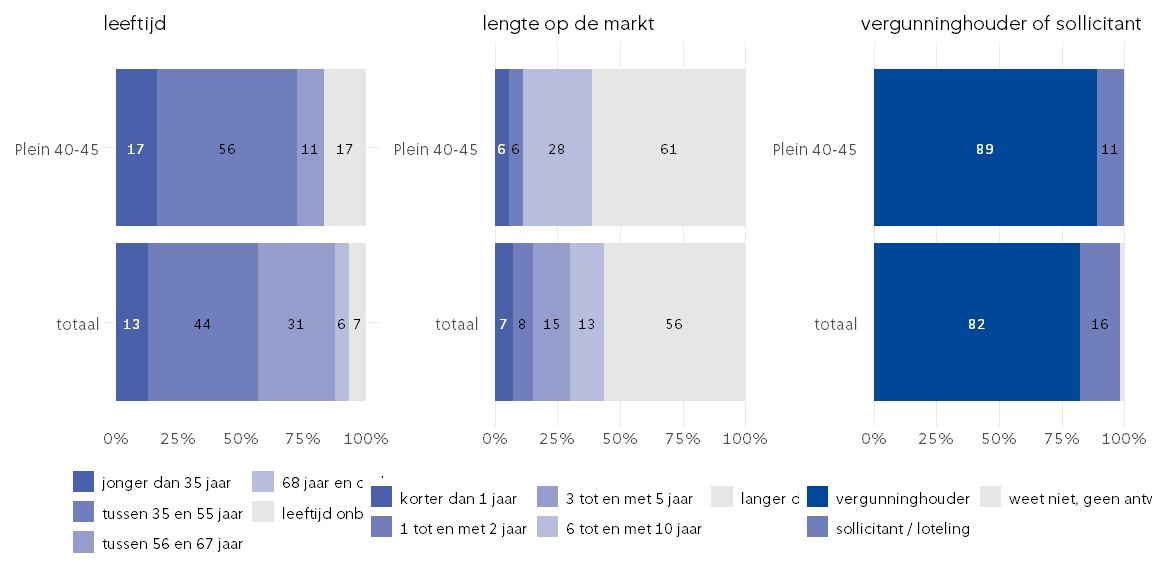 leeftijd
lengte op de markt
vergunninghouder of sollicitant
Plein 40-45
17 56 11 17
Plein 40-45
6 6 28 61
Plein 40-45
89 11
totaal
13 44 31 6 7
totaal
7 8 15 13 56
totaal
82 16
0% 25% 50% 75% 100%
0% 25% 50% 75% 100%
0% 25% 50% 75% 100%
jonger dan 35 jaar
tussen 35 en 55 jaar
tussen 56 en 67 jaar
68 jaar en
leeftijd onb
korter dan 1 jaar
1 tot en met 2 jaar
3 tot en met 5 jaar
6 tot en met 10 jaar
langer d
vergunninghouder
sollicitant / loteling
weet niet, geen antw